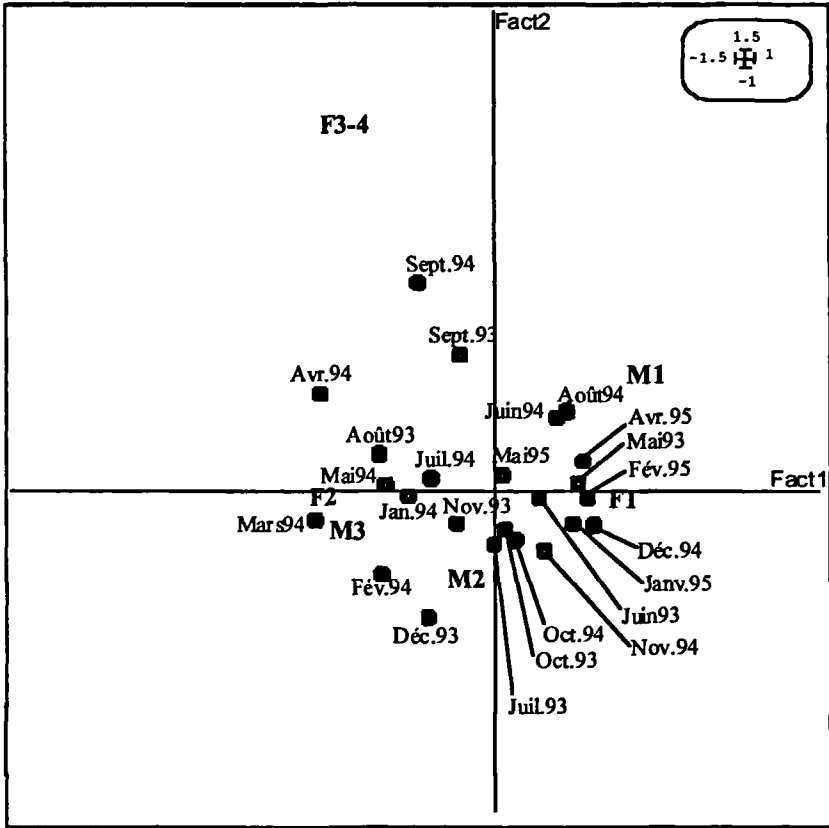 Fact2
1.5
-1.5 1
-1
F3-4
Sept.94
Sept.93
Avr.94
M1
Août94
Juin94
Avr.95
Août93
Mai93
Mai95
Juil.94
Fév.95
Mai94
Fact1
F2
Jan.94
Nov.93
F1
Mars94
M3
Déc.94
M2
Fév.94
Janv.95
Juin93
Déc.93
Oct.94
Nov.94
Oct.93
Juil.93